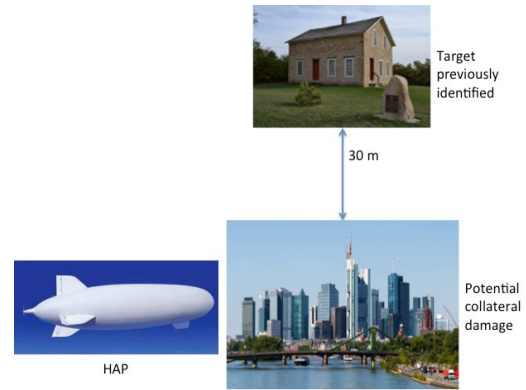 Target
previously
identified
30 m
Potential
collateral
damage
HAP